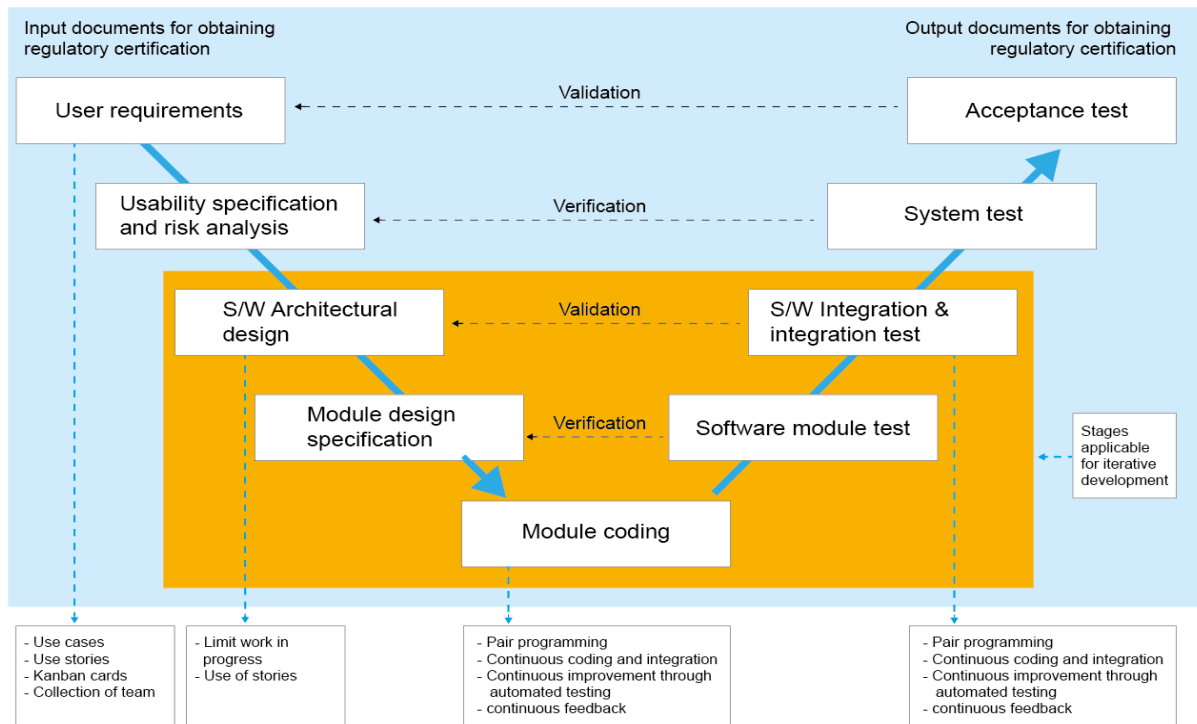 Input documents for obtaining
regulatory certification
Output documents for obtaining
regulatory certification
User requirements
Validation
Acceptance test
Usability specification
and risk analysis
Verification
System test
S/W Architectural
design
Validation
S/W Integration &
integration test
Module design
specification
Verification
Software module test
Stages
applicable
for iterative
development
Module coding
- Use cases
- Use stories
- Kanban cards
- Collection of team
- Limit work in
progress
- Use of stories
- Pair programming
- Continuous coding and integration
- Continuous improvement through
automated testing
- continuous feedback
- Pair programming
- Continuous coding and integration
- Continuous improvement through
automated testing
- continuous feedback